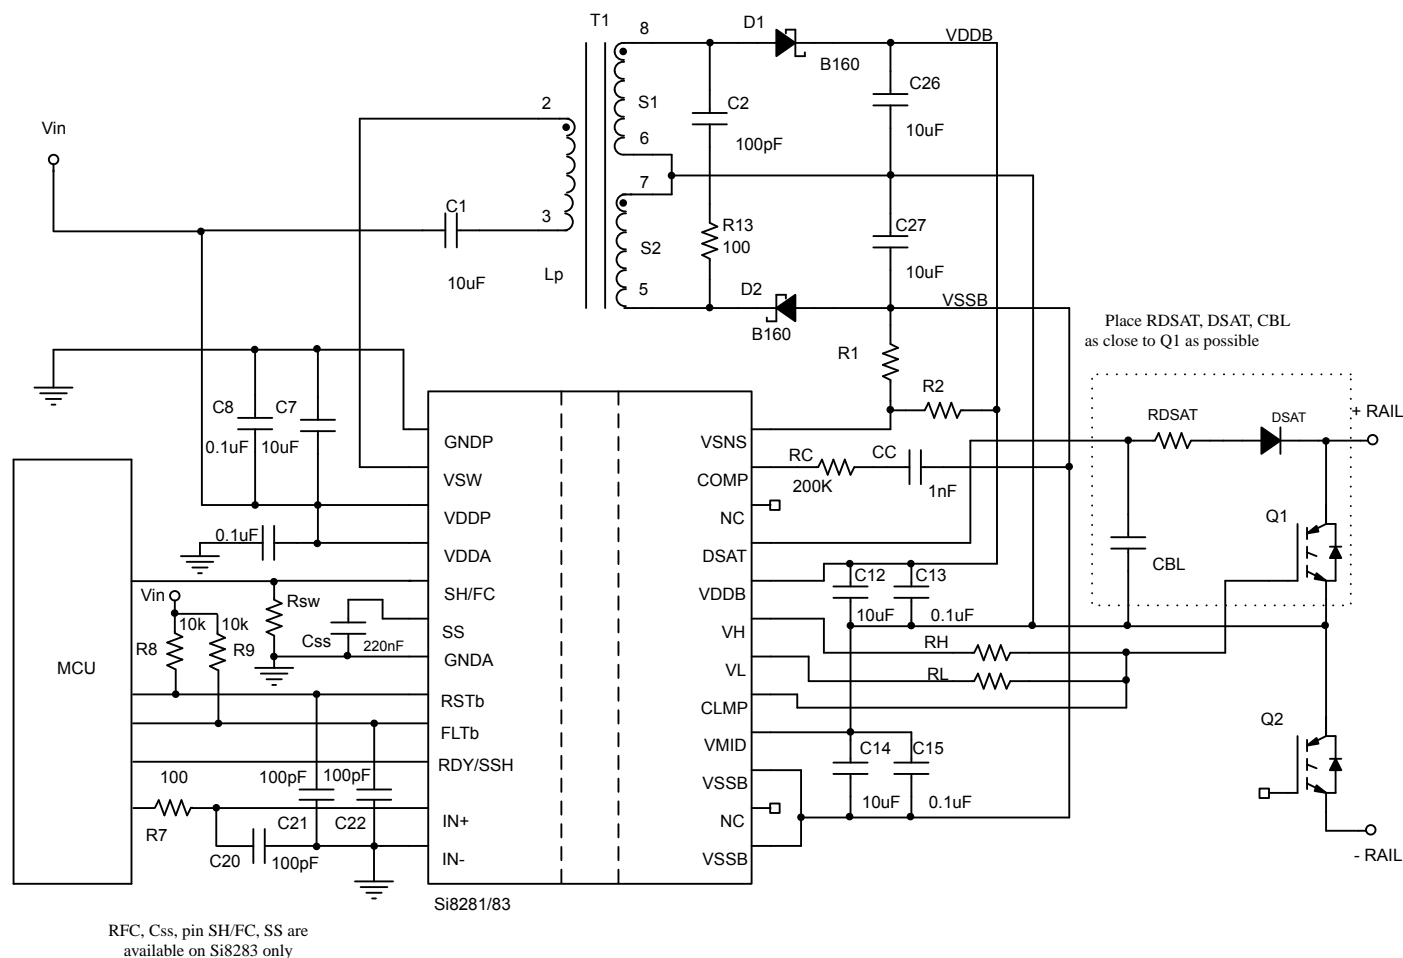 T1
8
D1
VDDB
B160
C26
10uF
S1
C2
100pF
6
2
Vin
7
C1
3
R13
100
C27
S2
10uF
Lp
10uF
5
D2
VSSB
B160
Place RDSAT, DSAT, CBL
as close to Q1 as possible
R1
R2
C8
C7
0.1uF
10uF
RDSAT
DSAT
+ RAIL
GNDP
VSNS
RC
CC
VSW
COMP
200K
1nF
VDDP
NC
Q1
0.1uF
VDDA
DSAT
CBL
C12
C13
Vin
Rsw
SH/FC
VDDB
10uF
0.1uF
10k
10k
R8
R9
Css
220nF
SS
VH
RH
MCU
GNDA
VL
RL
RSTb
CLMP
Q2
FLTb
VMID
C14
C15
RDY/SSH
100
100pF
100pF
VSSB
10uF
0.1uF
R7
C21
C22
IN+
NC
C20
100pF
IN-
VSSB
- RAIL
Si8281/83
RFC, Css, pin SH/FC, SS are
available on Si8283 only